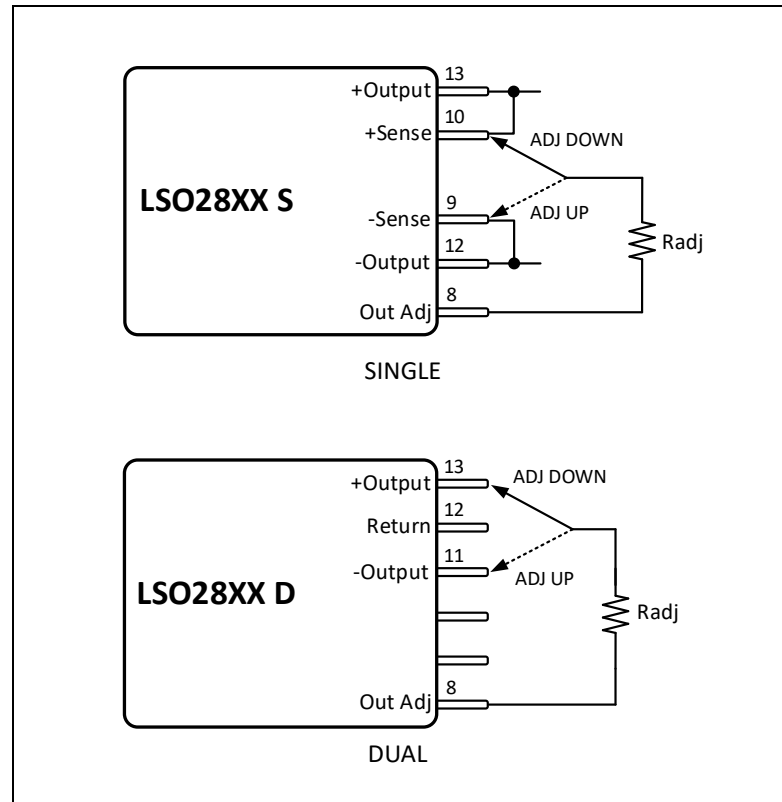 13
+Output
10
+Sense
ADJ DOWN
LSO28XX S
9
-Sense
ADJ UP
Radj
12
-Output
8
Out Adj
SINGLE
13
+Output
ADJ DOWN
12
Return
11
-Output
ADJ UP
LSO28XX D
Radj
8
Out Adj
DUAL